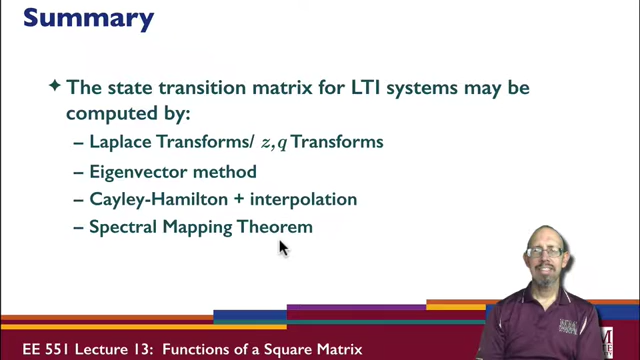 Summary
The state transition matrix for LTI systems may be
computed by:
– Laplace Transforms/ z,q Transforms
– Eigenvector method
– Cayley-Hamilton + interpolation
– Spectral Mapping Theorem
EE 551 Lecture 13: Functions of a Square Matrix